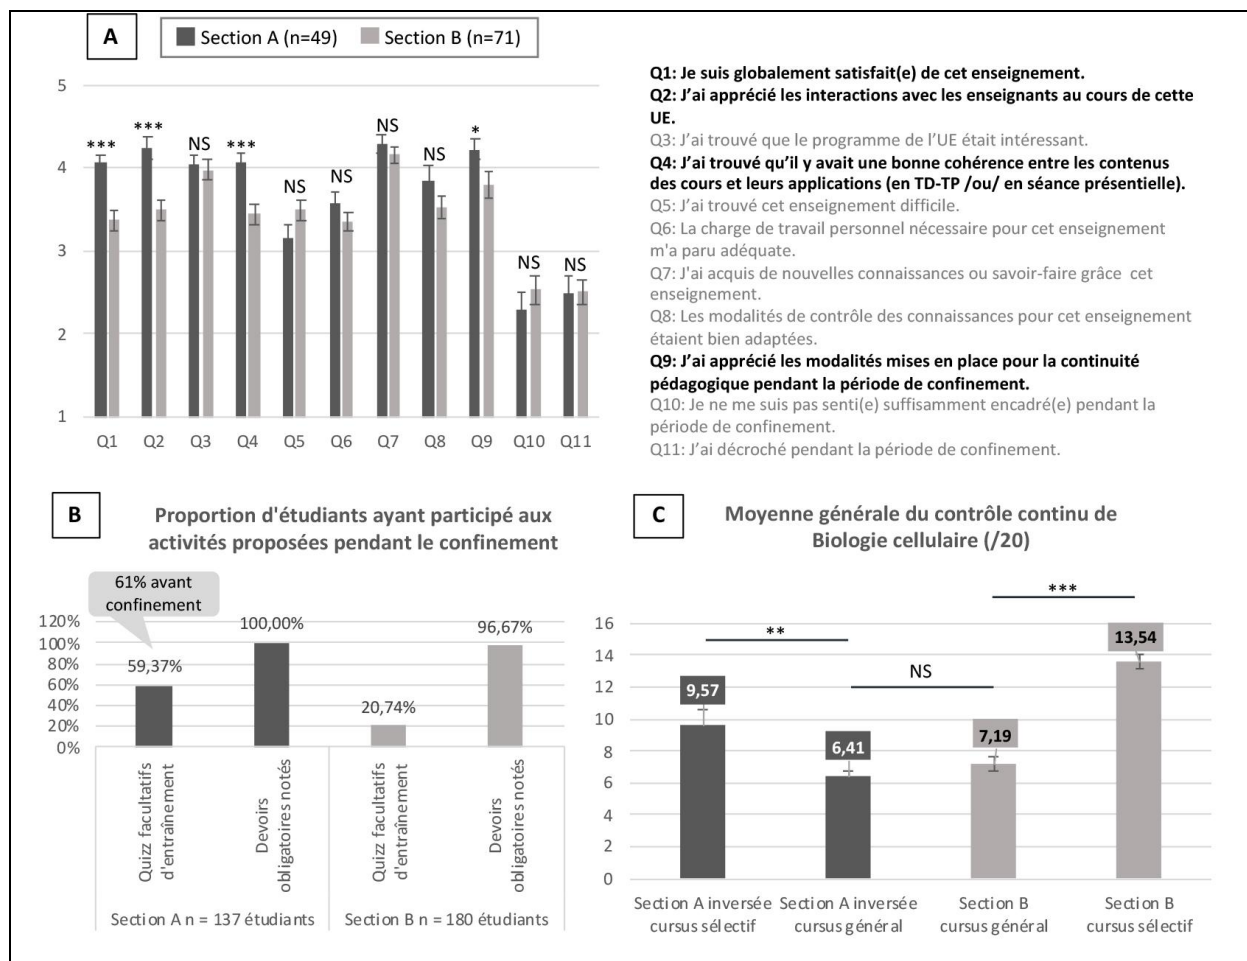 A
Section A (n=49)
Section B (n=71)
5
4
3
2
1
***
***
NS
***
NS
NS
NS
NS
*
NS
NS
Q1
Q2
Q3
Q4
Q5
Q6
Q7
Q8
Q9
Q10
Q11
Q1: Je suis globalement satisfait(e) de cet enseignement.
Q2: J’ai apprécié les interactions avec les enseignants au cours de cette
UE.
Q3: J’ai trouvé que le programme de l’UE était intéressant.
Q4: J’ai trouvé qu’il y avait une bonne cohérence entre les contenus
des cours et leurs applications (en TD-TP /ou/ en séance présentielle).
Q5: J’ai trouvé cet enseignement difficile.
Q6: La charge de travail personnel nécessaire pour cet enseignement
m'a paru adéquate.
Q7: J'ai acquis de nouvelles connaissances ou savoir-faire grâce cet
enseignement.
Q8: Les modalités de contrôle des connaissances pour cet enseignement
étaient bien adaptées.
Q9: J’ai apprécié les modalités mises en place pour la continuité
pédagogique pendant la période de confinement.
Q10: Je ne me suis pas senti(e) suffisamment encadré(e) pendant la
période de confinement.
Q11: J’ai décroché pendant la période de confinement.
B
Proportion d'étudiants ayant participé aux
activités proposées pendant le confinement
61% avant
confinement
120%
100%
80%
60%
40%
20%
0%
59,37%
100,00%
20,74%
96,67%
Quizz facultatifs
d'entraînement
Devoirs
obligatoires notés
Quizz facultatifs
d'entraînement
Devoirs
obligatoires notés
Section A n = 137 étudiants
Section B n = 180 étudiants
C
Moyenne générale du contrôle continu de
Biologie cellulaire (/20)
***
**
NS
16
14
12
10
8
6
4
2
0
9,57
6,41
7,19
13,54
Section A inversée
cursus sélectif
Section A inversée
cursus général
Section B
cursus général
Section B
cursus sélectif